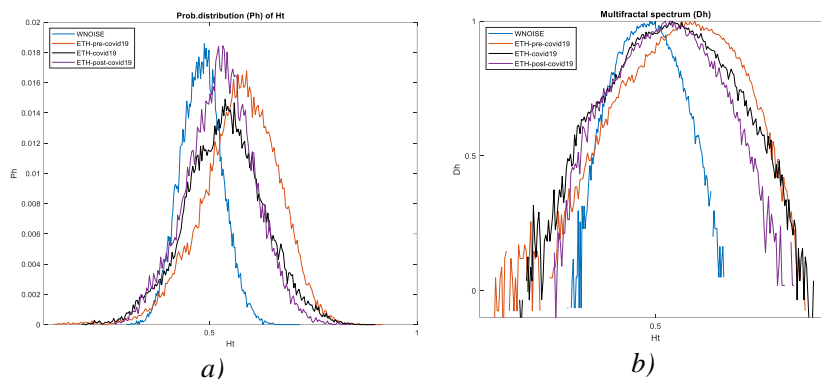 Prob.distribution (Ph) of Ht
0.02
0.018
0.016
0.014
0.012
0.01
0.008
0.006
0.004
0.002
0
Ph
WNOISE
ETH-pre-covid19
ETH-covid19
ETH-post-covid19
0.5
1
Ht
a)
Multifractal spectrum (Dh)
1
0.5
0
Dh
WNOISE
ETH-pre-covid19
ETH-covid19
ETH-post-covid19
0.5
Ht
b)